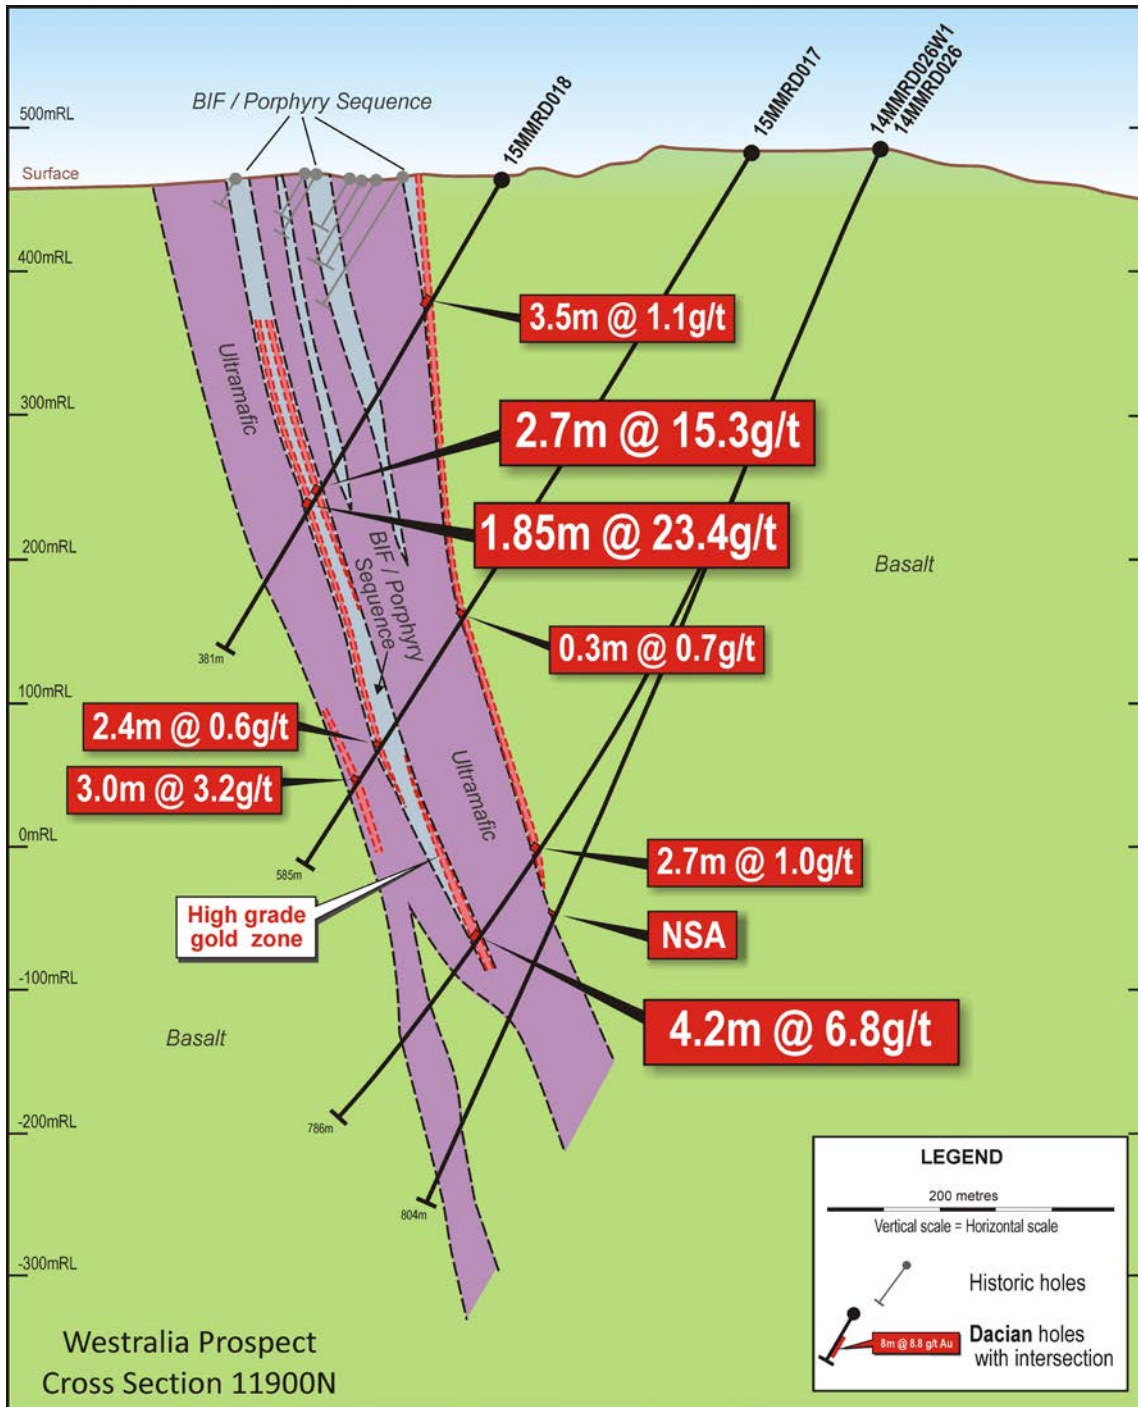 15MMRD018
15MMRD017
14MMRD026W1
14MMRD026
BIF / Porphyry Sequence
500mRL
Surface
400mRL
3.5m @ 1.1g/t
Ultramafic
300mRL
2.7m @ 15.3g/t
1.85m @ 23.4g/t
200mRL
BIF / Porphyry
Sequence
Basalt
0.3m @ 0.7g/t
381m
100mRL
2.4m @ 0.6g/t
3.0m @ 3.2g/t
Ultramafic
0mRL
2.7m @ 1.0g/t
585m
High grade
gold zone
NSA
-100mRL
4.2m @ 6.8g/t
Basalt
-200mRL
786m
804m
-300mRL
LEGEND
200 metres
Vertical scale = Horizontal scale
Historic holes
8m @ 8.8 g/t Au
Dacian holes
with intersection
Westralia Prospect
Cross Section 11900N